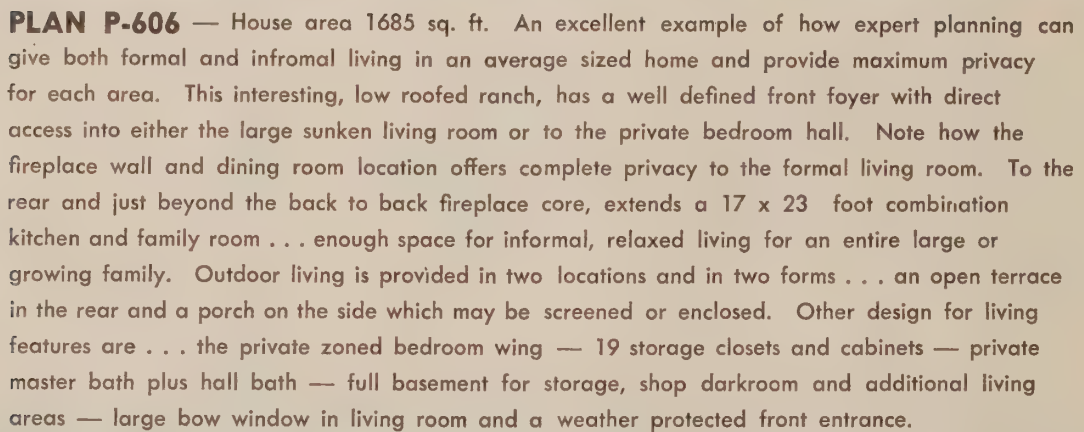 PLAN P-606 — House area 1685 sq. ft. An excellent example of how expert planning can
give both formal and infromal living in an average sized home and provide maximum privacy
for each area. This interesting, low roofed ranch, has a well defined front foyer with direct
access into either the large sunken living room or to the private bedroom hall. Note how the
fireplace wall and dining room location offers complete privacy to the formal living room. To the
rear and just beyond the back to back fireplace core, extends a 17 x 23 foot combination
kitchen and family room . . . enough space for informal, relaxed living for an entire large or
growing family. Outdoor living is provided in two locations and in two forms . . . an open terrace
in the rear and a porch on the side which may be screened or enclosed. Other design for living
features are . . . the private zoned bedroom wing — 19 storage closets and cabinets — private
master bath plus hall bath — full basement for storage, shop darkroom and additional living
areas — large bow window in living room and a weather protected front entrance.